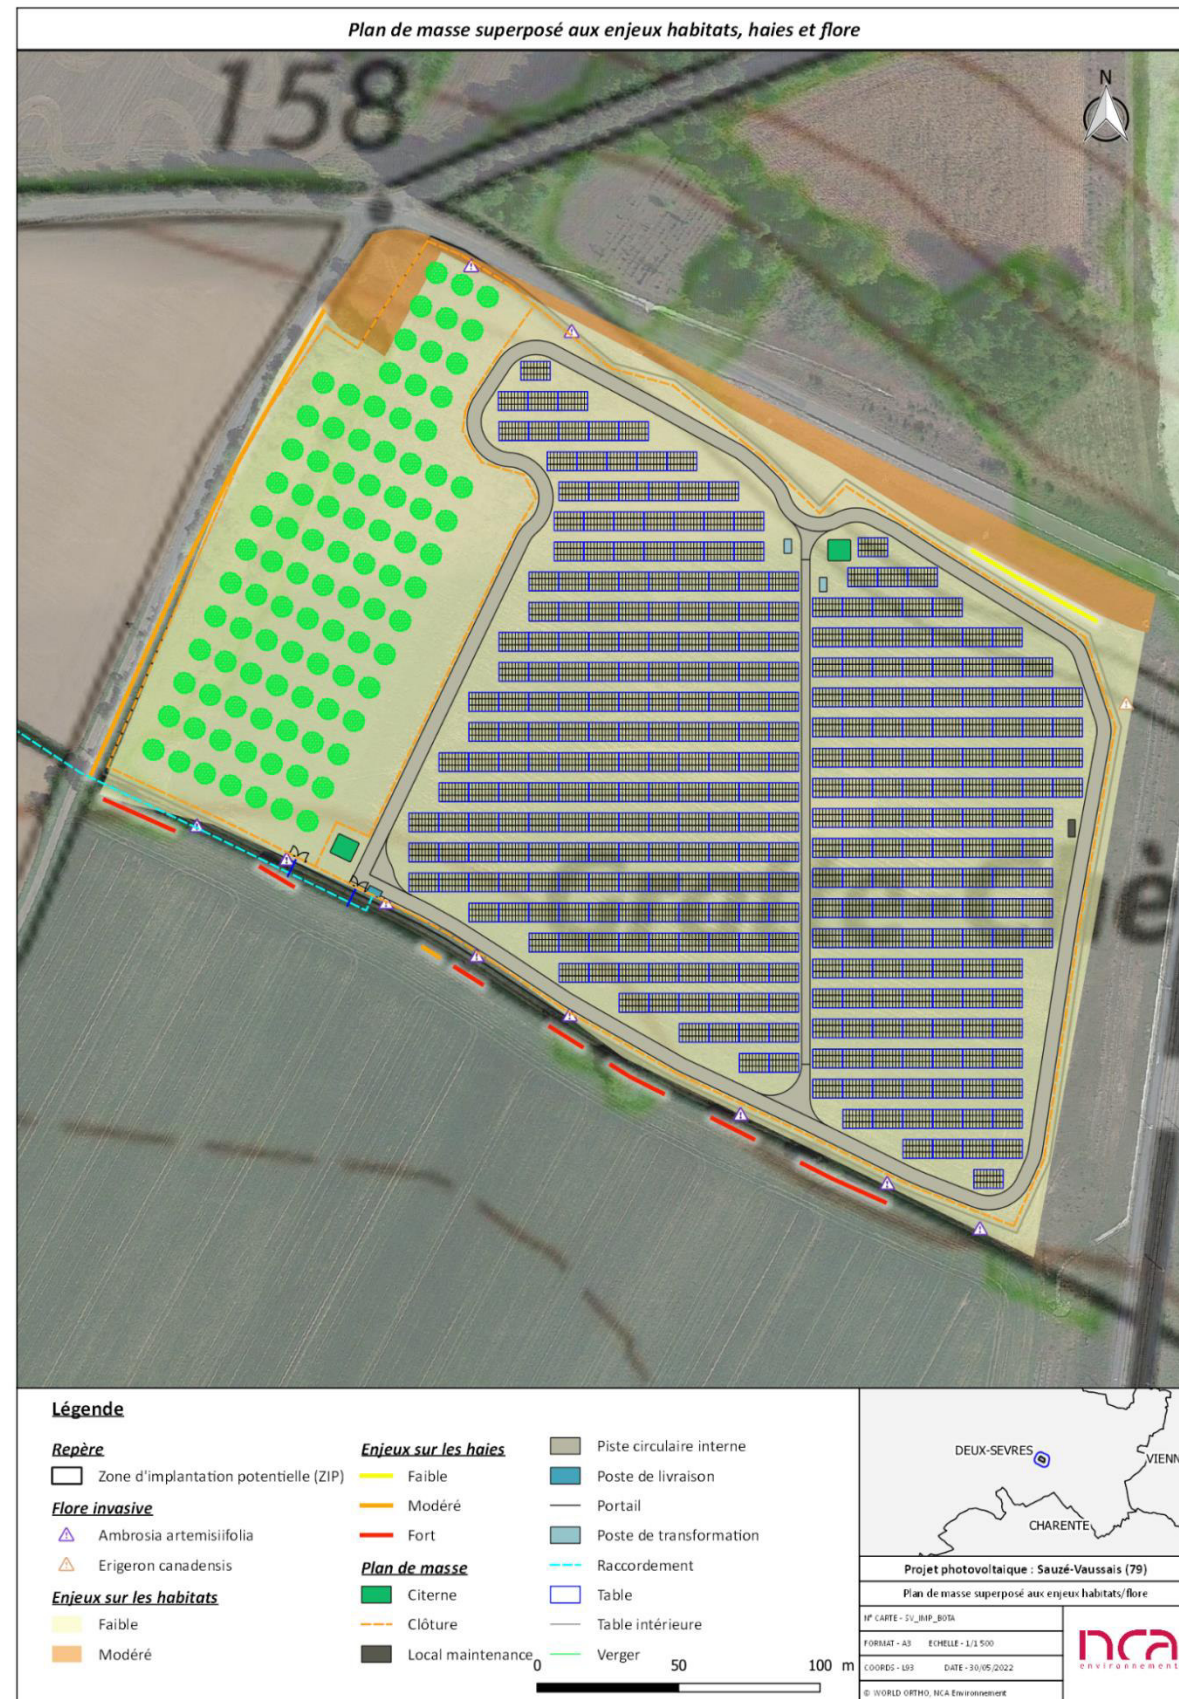 Plan de masse superposé aux enjeux habitats, haies et flore
158
N
Légende
Repère
Zone d'implantation potentielle (ZIP)
Flore invasive
Ambrosia artemisiifolia
Erigeron canadensis
Enjeux sur les habitats
Faible
Modéré
Enjeux sur les haies
Faible
Modéré
Fort
Plan de masse
Citerne
Clôture
Local maintenance
Piste circulaire interne
Poste de livraison
Portail
Poste de transformation
Raccordement
Table
Table intérieure
Verger
0 50 100 m
DEUX-SEVRES
VIENN
CHARENTE
Projet photovoltaique : Sauzé-Vaussais (79)
Plan de masse superposé aux enjeux habitats/flore
N° CARTE - SV_IMP_BOTA
FORMAT - A3 ECHELLE - 1/1 500
COORDS - L93 DATE - 30/05/2022
© WORLD ORTHO, NCA Environnement
nca
environnement